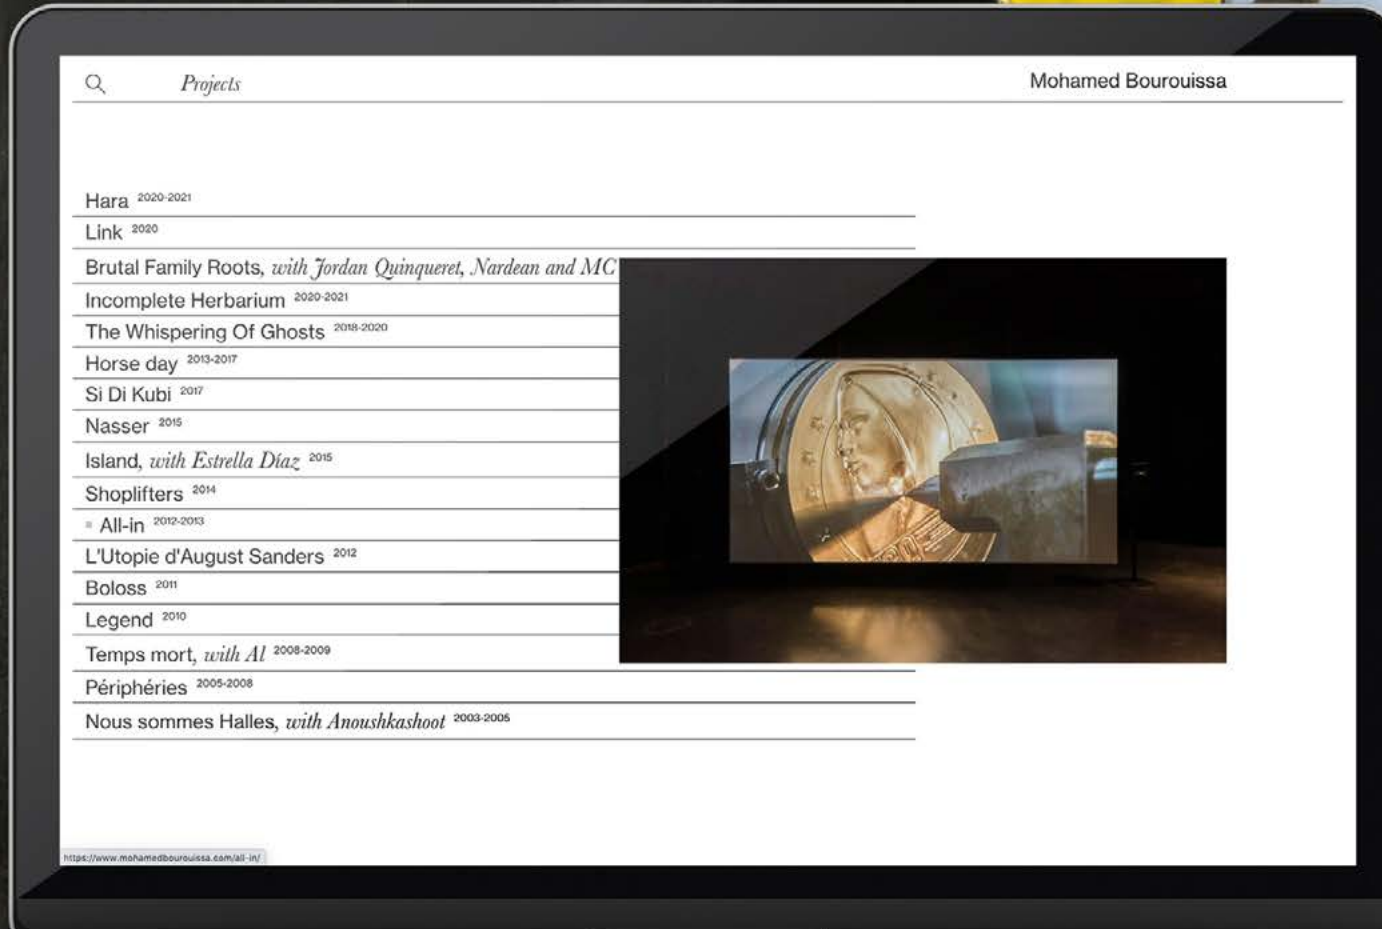 Projects
Mohamed Bourouissa
Hara 2020-2021
Link 2020
Brutal Family Roots, with Jordan Quinqueret, Nardean and MC
Incomplete Herbarium 2020-2021
The Whispering Of Ghosts 2018-2020
Horse day 2013-2017
Si Di Kubi 2017
Nasser 2015
Island, with Estrella Díaz 2015
Shoplifters 2014
All-in 2012-2013
L'Utopie d'August Sanders 2012
Boloss 2011
Legend 2010
Temps mort, with Al 2008-2009
Périphéries 2005-2008
Nous sommes Halles, with Anoushkashoot 2003-2005
https://www.mohamedbourouissa.com/all-in/